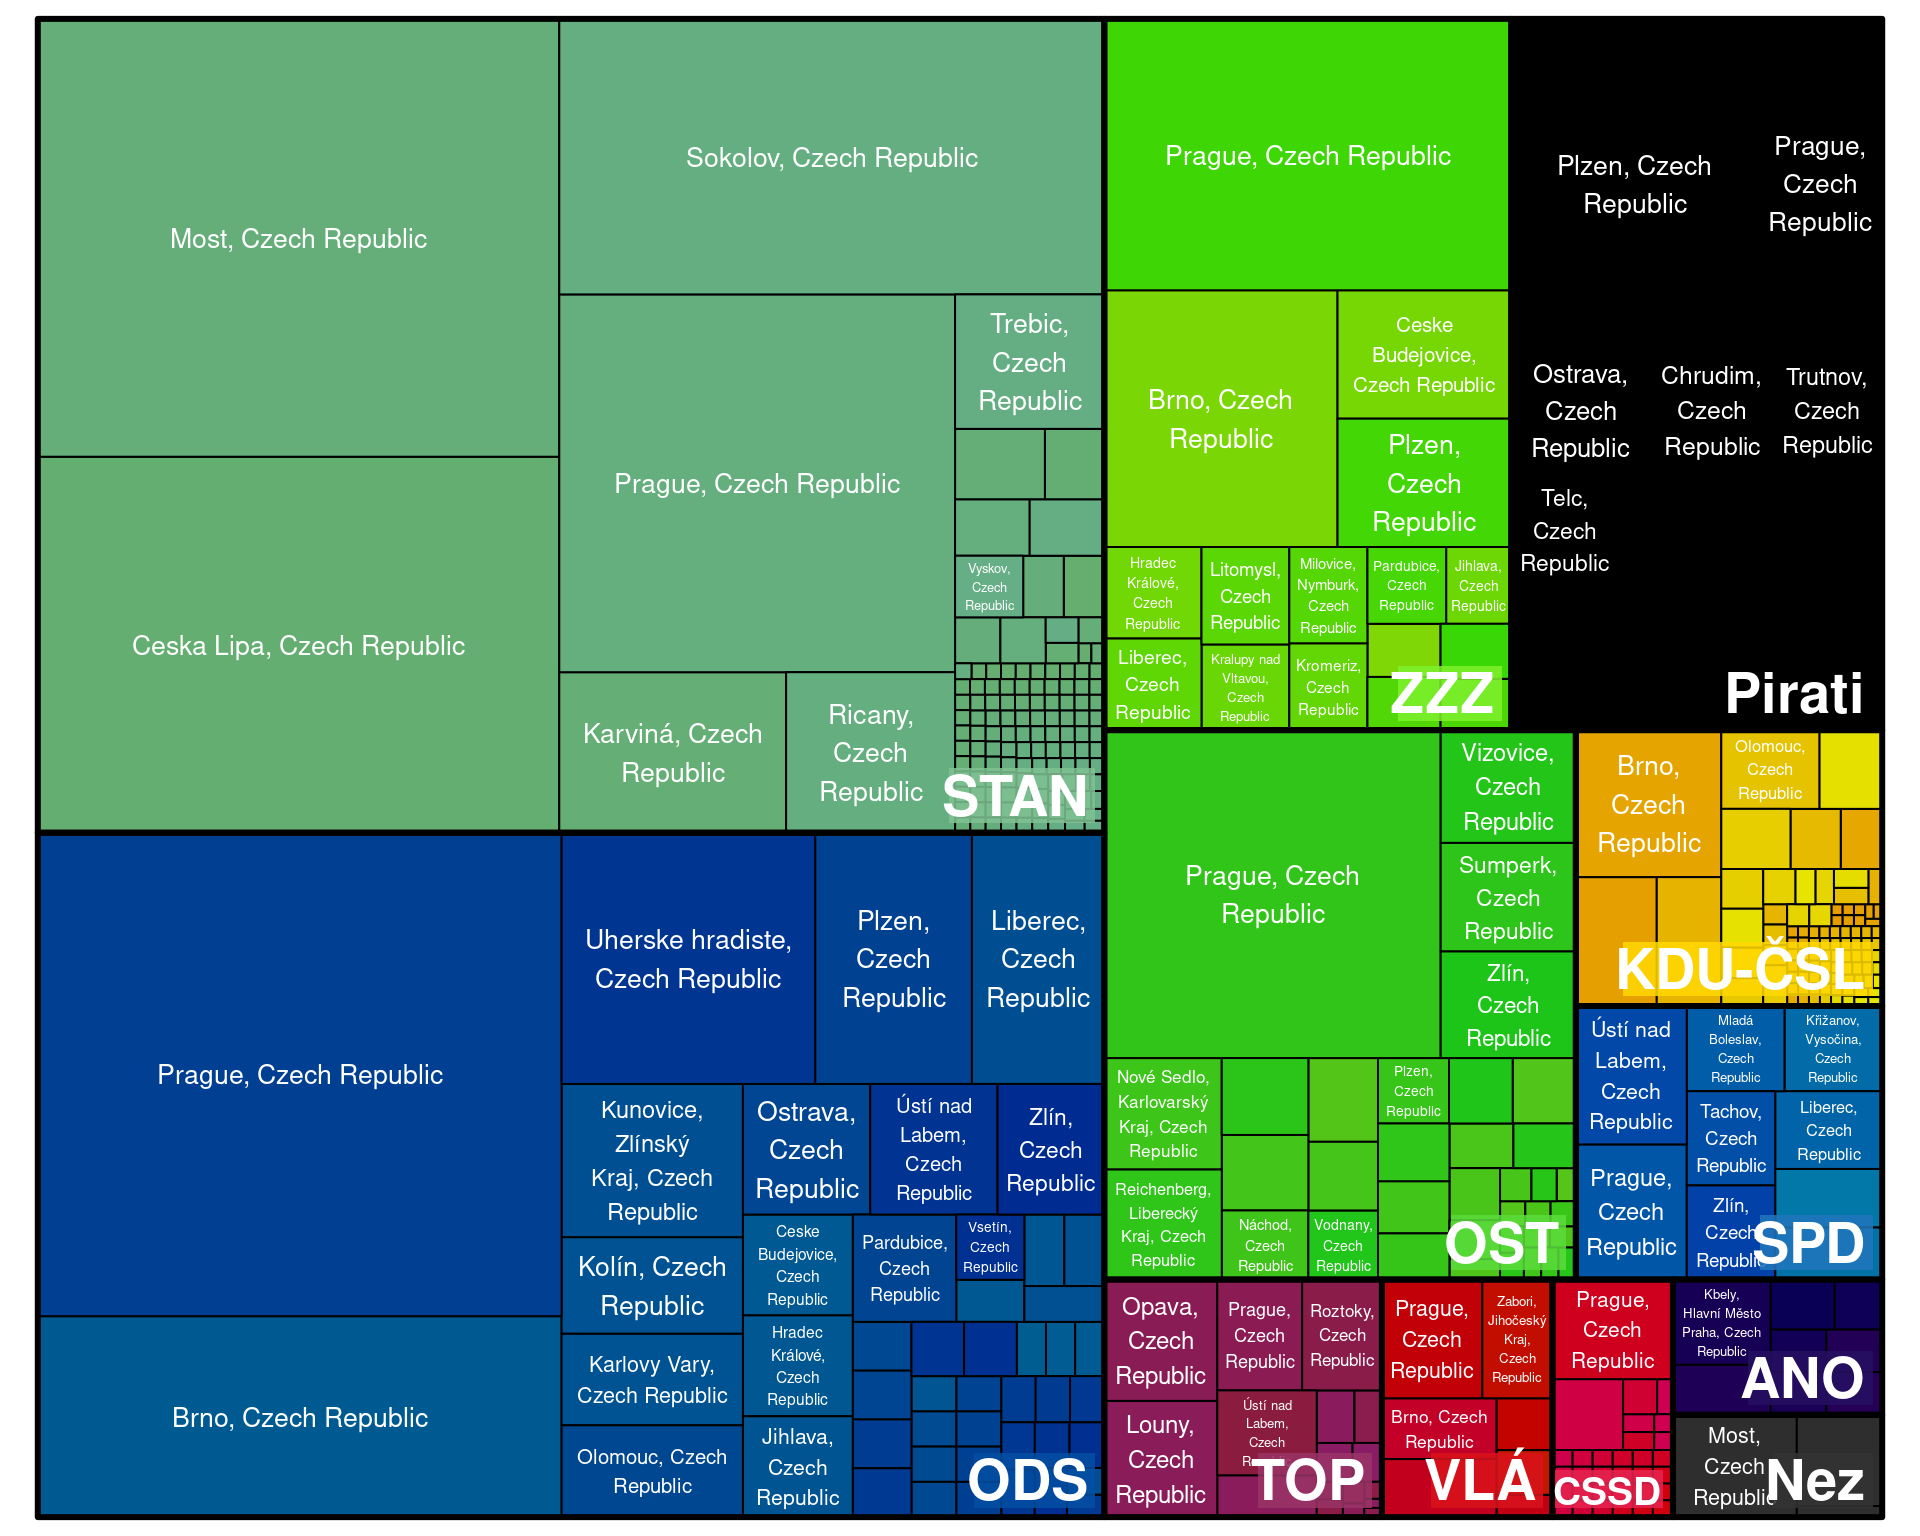 Most, Czech Republic
Ceska Lipa, Czech Republic
Sokolov, Czech Republic
Prague, Czech Republic
Trebic,
Czech
Republic
Vyskov,
Czech
Republic
Karviná, Czech
Republic
Ricany,
Czech
Republic
STAN
Prague, Czech Republic
Brno, Czech
Republic
Ceske
Budejovice,
Czech Republic
Plzen,
Czech
Republic
Hradec
Králové,
Czech
Republic
Litomysl,
Czech
Republic
Milovice,
Nymburk,
Czech
Republic
Pardubice,
Czech
Republic
Jihlava,
Czech
Republic
Liberec,
Czech
Republic
Kralupy nad
Vltavou,
Czech
Republic
Kromeriz,
Czech
Republic
ZZZ
Plzen, Czech
Republic
Prague,
Czech
Republic
Ostrava,
Czech
Republic
Chrudim,
Czech
Republic
Trutnov,
Czech
Republic
Telc,
Czech
Republic
Pirati
Prague, Czech Republic
Brno, Czech Republic
Uherske hradiste,
Czech Republic
Plzen,
Czech
Republic
Liberec,
Czech
Republic
Kunovice,
Zlínský
Kraj, Czech
Republic
Ostrava,
Czech
Republic
Ústí nad
Labem,
Czech
Republic
Zlín,
Czech
Republic
Kolín, Czech
Republic
Ceske
Budejovice,
Czech
Republic
Pardubice,
Czech
Republic
Vsetín,
Czech
Republic
Karlovy Vary,
Czech Republic
Hradec
Králové,
Czech
Republic
Olomouc, Czech
Republic
Jihlava,
Czech
Republic
ODS
Prague, Czech
Republic
Vizovice,
Czech
Republic
Sumperk,
Czech
Republic
Zlín,
Czech
Republic
Nové Sedlo,
Karlovarský
Kraj, Czech
Republic
Plzen,
Czech
Republic
Reichenberg,
Liberecký
Kraj, Czech
Republic
Náchod,
Czech
Republic
Vodnany,
Czech
Republic
OST
Brno,
Czech
Republic
Olomouc,
Czech
Republic
KDU-ČSL
Ústí nad
Labem,
Czech
Republic
Mladá
Boleslav,
Czech
Republic
Křižanov,
Vysočina,
Czech
Republic
Prague,
Czech
Republic
Tachov,
Czech
Republic
Liberec,
Czech
Republic
Zlín,
Czech
Republic
SPD
Opava,
Czech
Republic
Prague,
Czech
Republic
Roztoky,
Czech
Republic
Louny,
Czech
Republic
Ústí nad
Labem,
Czech
TOP
Prague,
Czech
Republic
Zabori,
Jihočeský
Kraj,
Czech
Republic
Brno, Czech
Republic
VLÁ
Prague,
Czech
Republic
CSSD
Kbely,
Hlavní Město
Praha, Czech
Republic
ANO
Most,
Czech
Republic
Nez